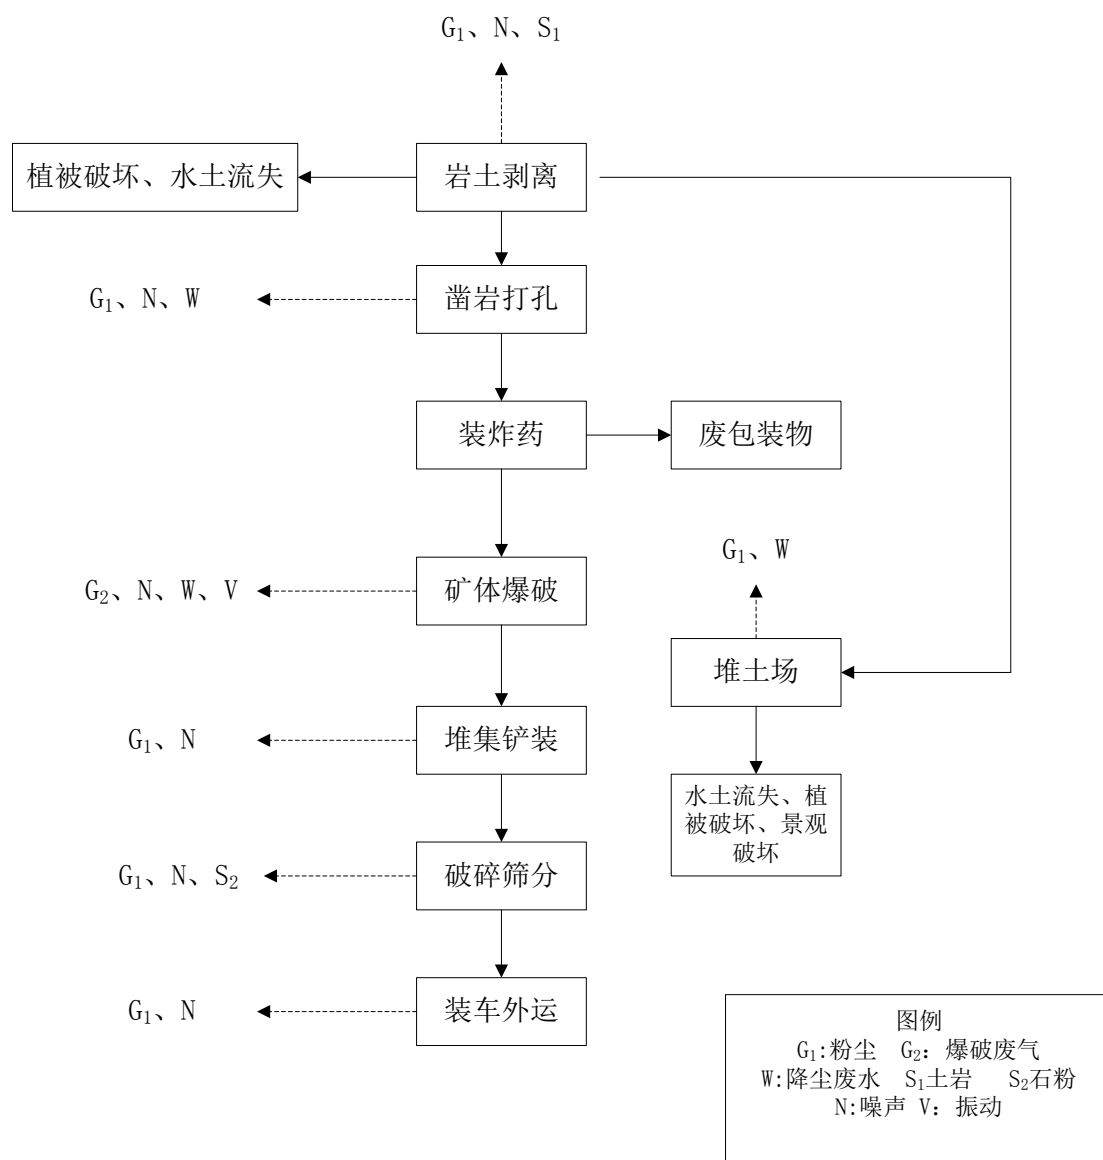 G₁、N、S₁
植被破坏、水土流失
岩土剥离
G₁、N、W
凿岩打孔
装炸药
废包装物
G₁、W
G₂、N、W、V
矿体爆破
堆土场
G₁、N
堆集铲装
水土流失、植
被破坏、景观
破坏
G₁、N、S₂
破碎筛分
G₁、N
装车外运
图例
G₁:粉尘 G₂：爆破废气
W:降尘废水 S₁土岩 S₂石粉
N:噪声 V：振动